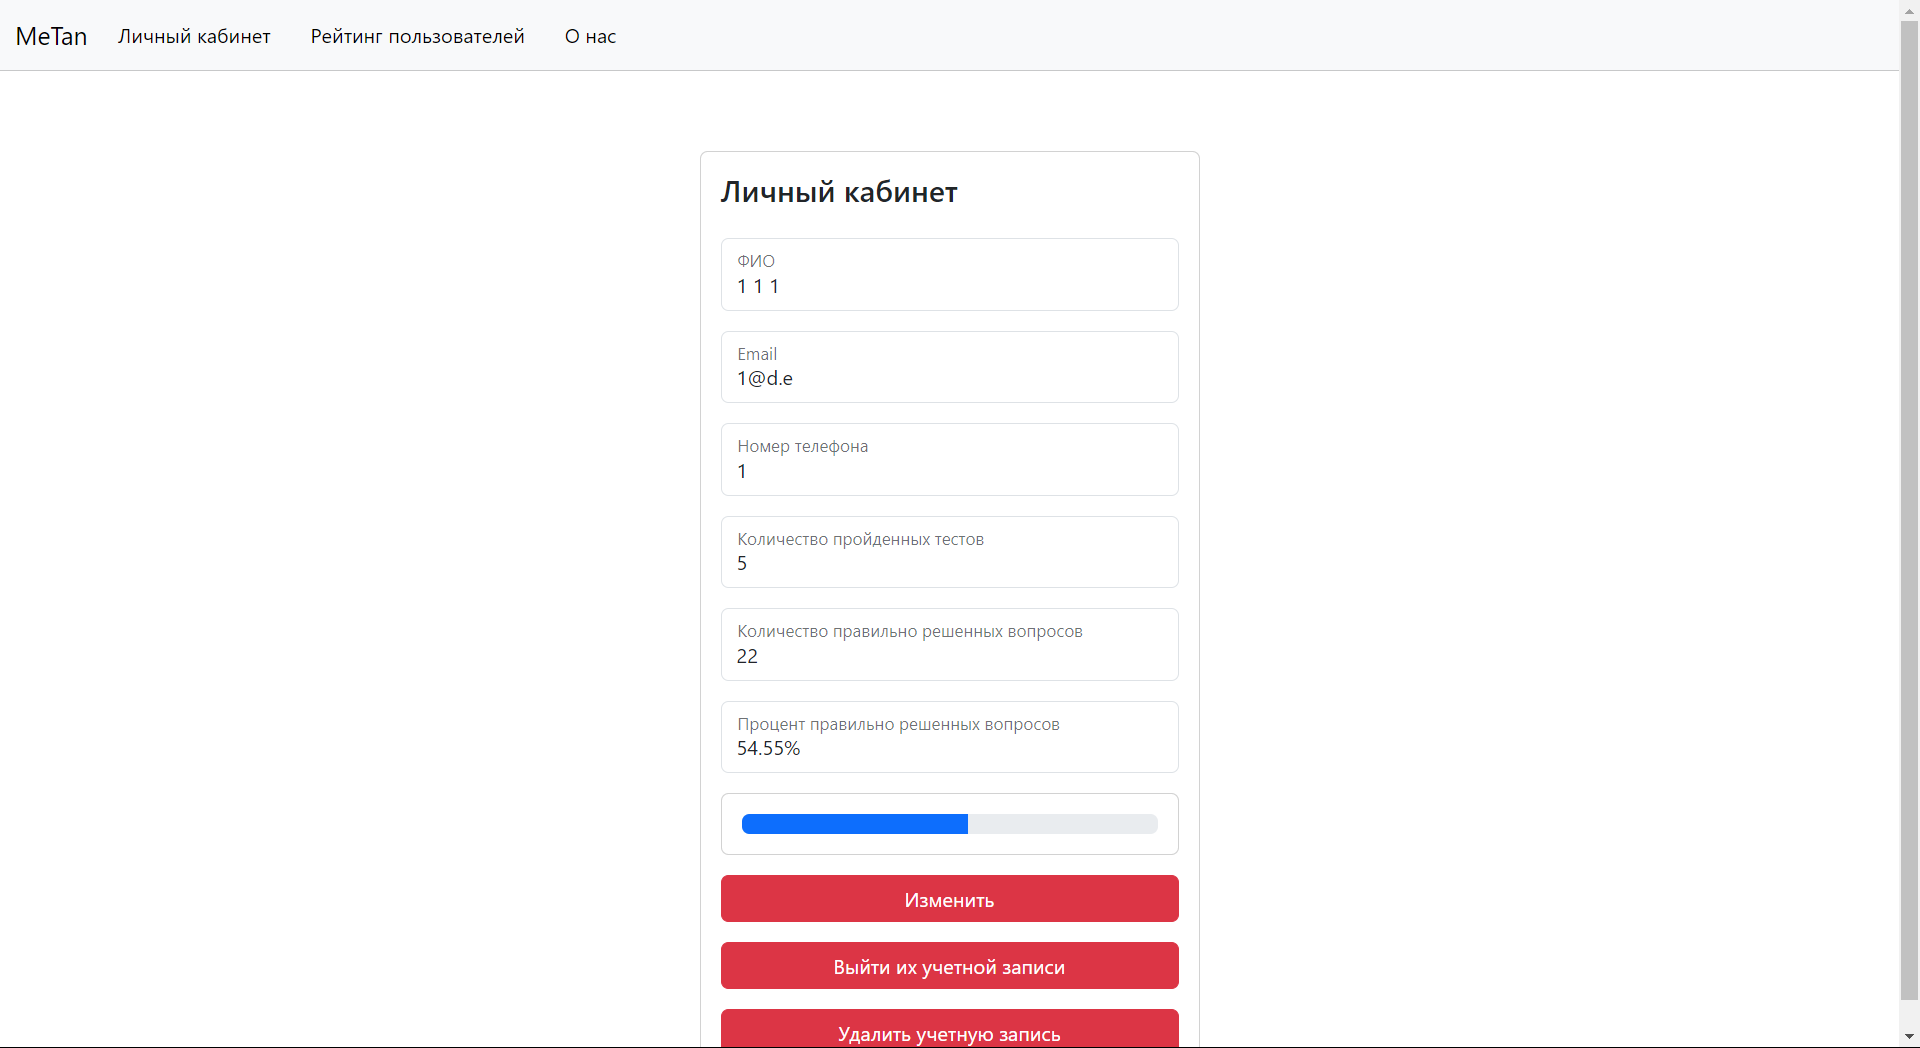 MeTan Личный кабинет Рейтинг пользователей О нас
Личный кабинет
ФИО
1 1 1
Email
1@d.e
Номер телефона
1
Количество пройденных тестов
5
Количество правильно решенных вопросов
22
Процент правильно решенных вопросов
54.55%
Изменить
Выйти их учетной записи
Удалить учетную запись